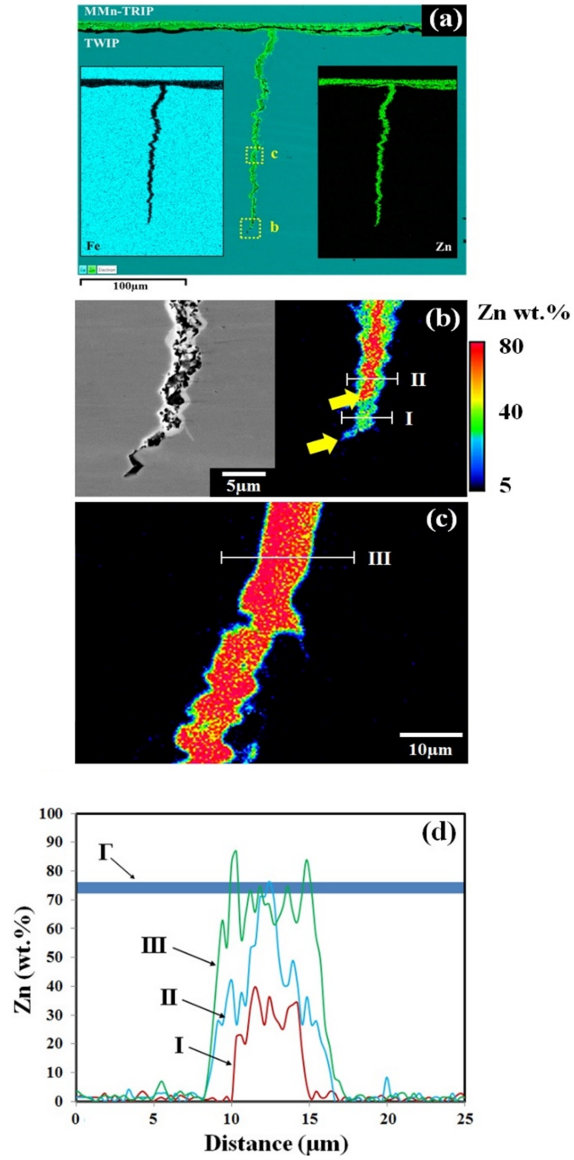 MMn-TRIP
(a)
TWIP
c
b
Fe
Zn
100μm
(b)
Zn wt.%
80
40
5
II
I
5μm
(c)
III
10μm
(d)
100
90
80
70
60
50
40
30
20
10
0
Γ
III
II
I
Zn (wt.%)
0 5 10 15 20 25
Distance (μm)